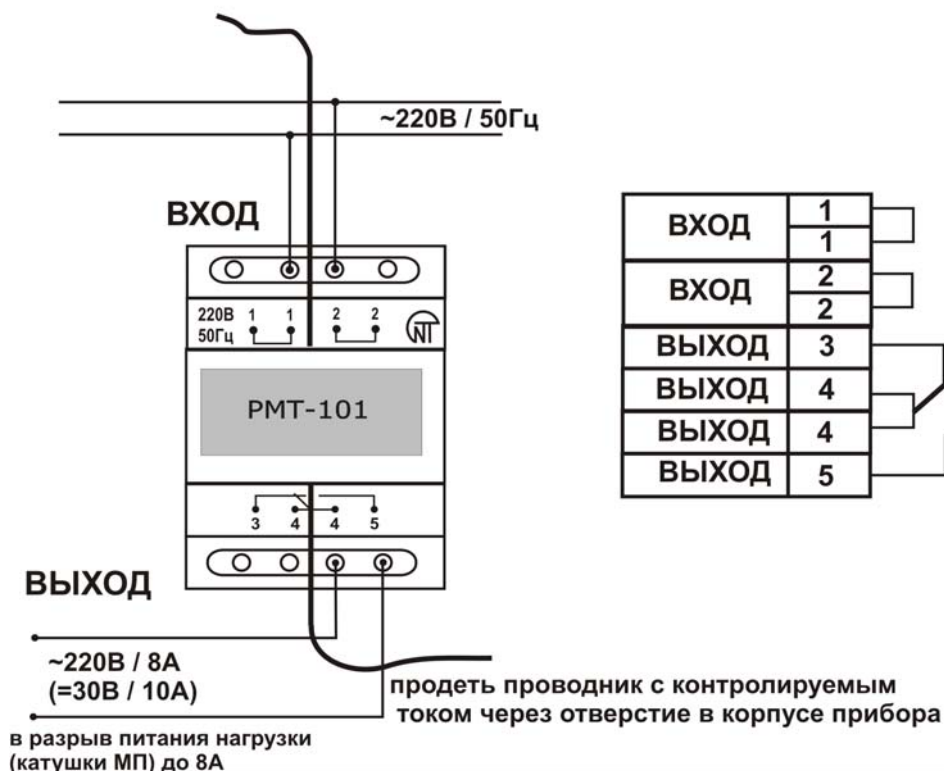 ~220В / 50Гц
ВХОД
220В 1 1 2 2
50Гц
NT
РМТ-101
3 4 4 5
ВЫХОД
~220В / 8А
(=30В / 10А)
в разрыв питания нагрузки
(катушки МП) до 8А
продеть проводник с контролируемым
током через отверстие в корпусе прибора
ВХОД 1
1
ВХОД 2
2
ВЫХОД 3
ВЫХОД 4
ВЫХОД 4
ВЫХОД 5